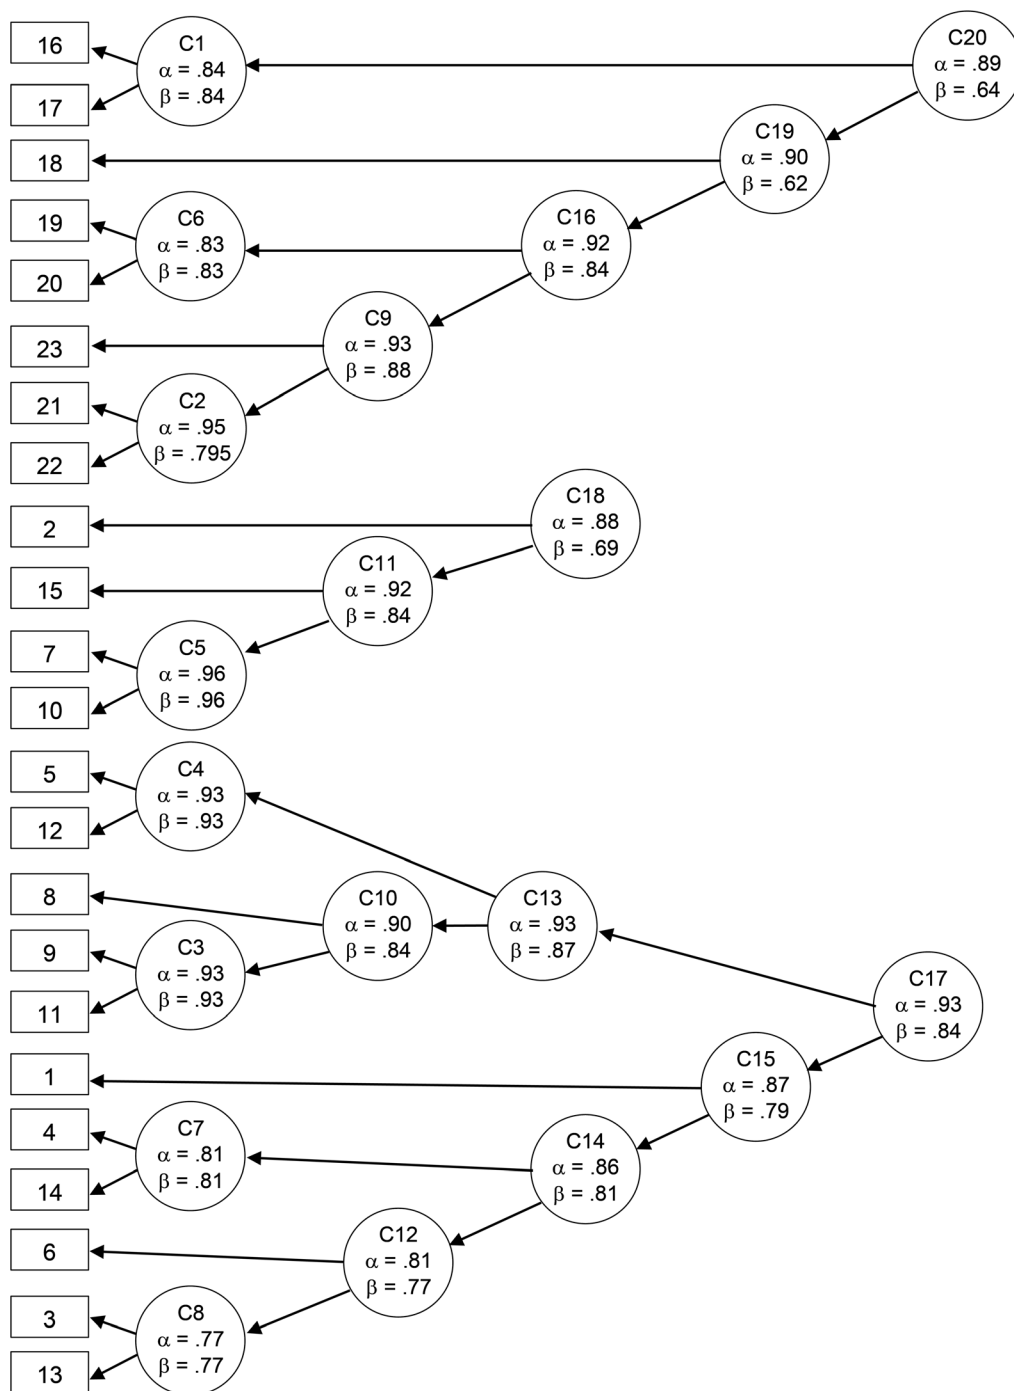 16
17
C1
α = .84
β = .84
C20
α = .89
β = .64
18
C19
α = .90
β = .62
19
20
C6
α = .83
β = .83
C16
α = .92
β = .84
23
C9
α = .93
β = .88
21
22
C2
α = .95
β = .795
2
C18
α = .88
β = .69
15
C11
α = .92
β = .84
7
10
C5
α = .96
β = .96
5
12
C4
α = .93
β = .93
8
C10
α = .90
β = .84
C13
α = .93
β = .87
9
11
C3
α = .93
β = .93
C17
α = .93
β = .84
1
C15
α = .87
β = .79
4
14
C7
α = .81
β = .81
C14
α = .86
β = .81
6
C12
α = .81
β = .77
3
13
C8
α = .77
β = .77